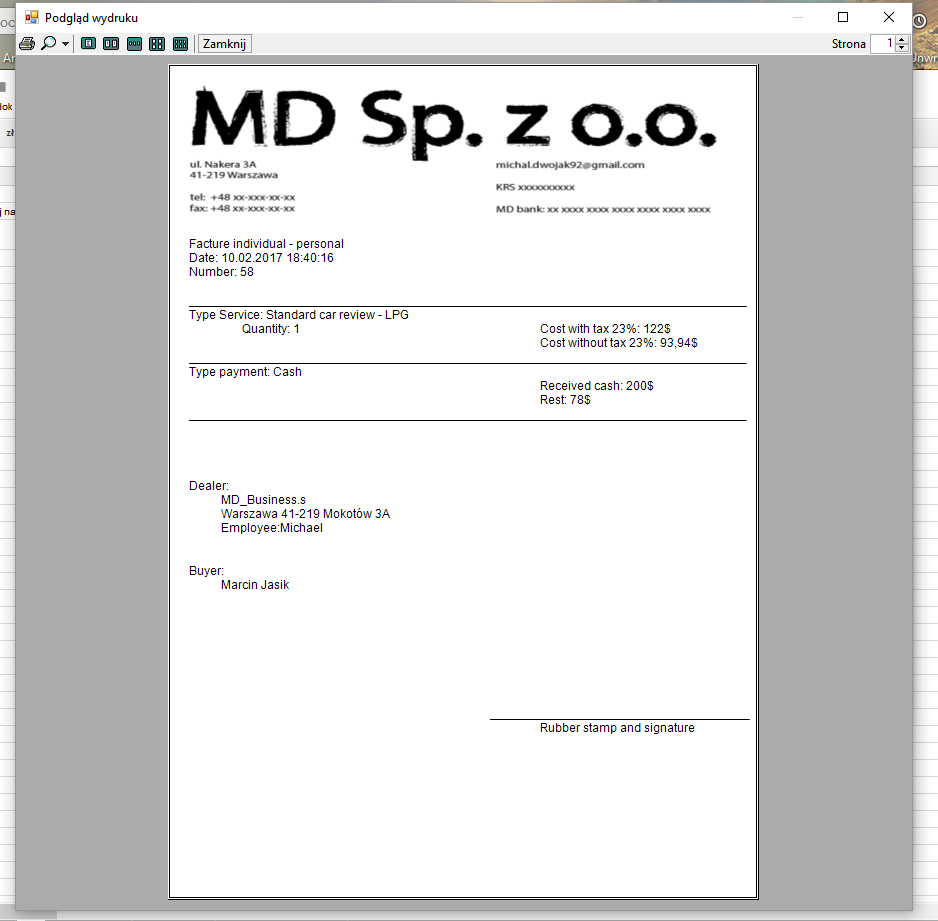 Podgląd wydruku
Zamknij
Strona 1
MD Sp. z o.o.
ul. Nakera 3A
41-219 Warszawa
tel: +48 xx-xxx-xx-xx
fax: +48 xx-xxx-xx-xx
michal.dwojak92@gmail.com
KRS xxxxxxxxxx
MD bank: xx xxxx xxxx xxxx xxxx xxxx xxxx
Facture individual - personal
Date: 10.02.2017 18:40:16
Number: 58
Type Service: Standard car review - LPG
Quantity: 1
Cost with tax 23%: 122$
Cost without tax 23%: 93,94$
Type payment: Cash
Received cash: 200$
Rest: 78$
Dealer:
MD_Business.s
Warszawa 41-219 Mokotów 3A
Employee:Michael
Buyer:
Marcin Jasik
Rubber stamp and signature